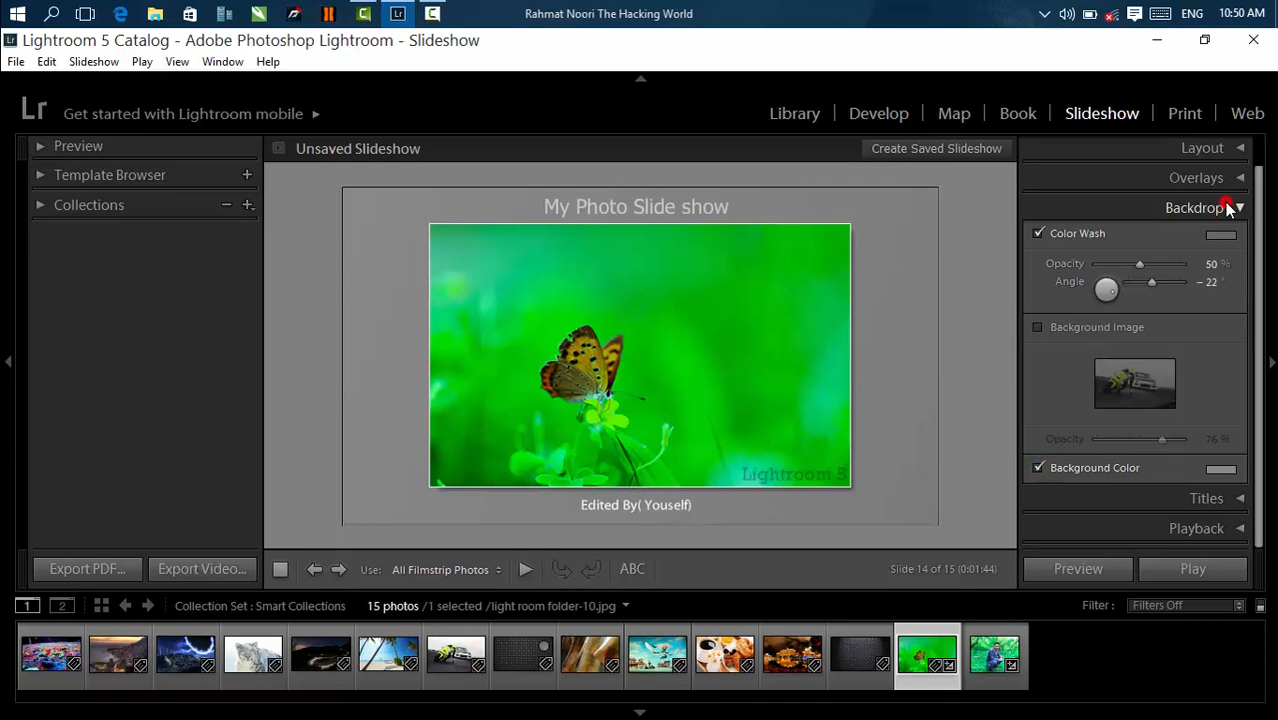 Rahmat Noori The Hacking World
ENG
10:50 AM
Lr
Lightroom 5 Catalog - Adobe Photoshop Lightroom - Slideshow
File Edit Slideshow Play View Window Help
Lr
Get started with Lightroom mobile
Library Develop Map Book Slideshow Print Web
Preview
Template Browser
Collections
Unsaved Slideshow
Create Saved Slideshow
My Photo Slide show
Lightroom 5
Edited By( Youself)
Layout
Overlays
Backdrop
Color Wash
Opacity 50 %
Angle - 22 °
Background Image
Opacity 76 %
Background Color
Titles
Playback
Export PDF...
Export Video...
Use: All Filmstrip Photos
ABC
Slide 14 of 15 (0:01:44)
Preview
Play
1
2
Collection Set : Smart Collections
15 photos /1 selected /light room folder-10.jpg
Filter :
Filters Off